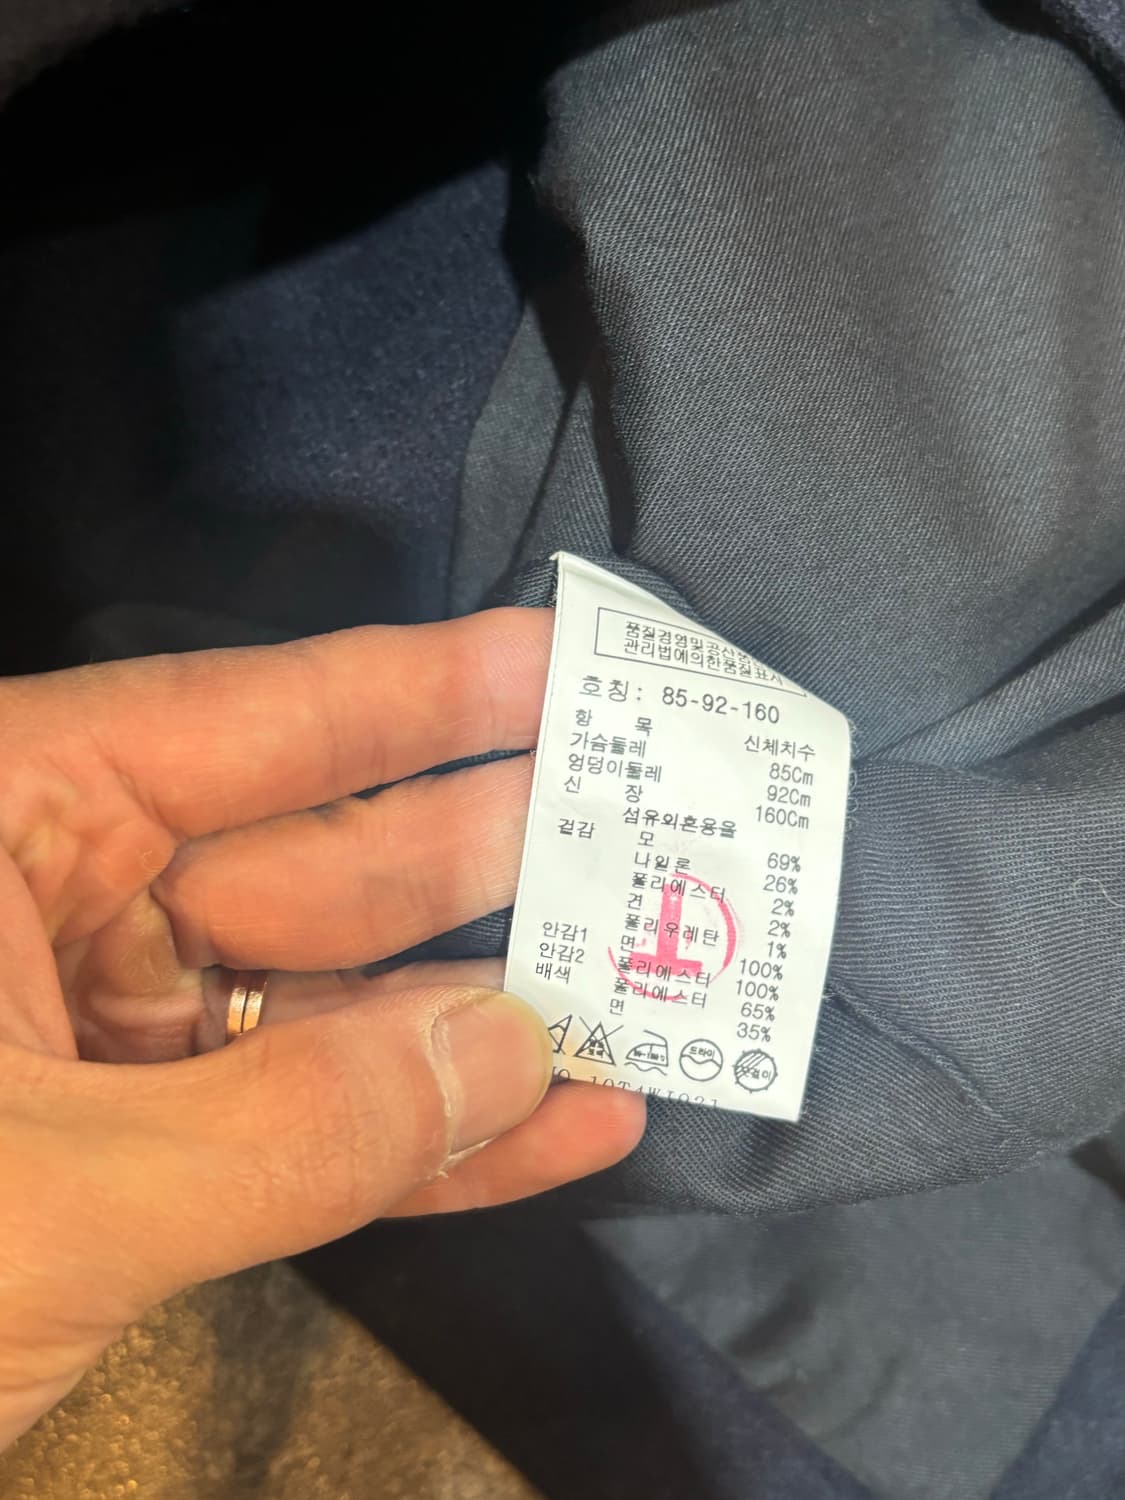 품질경영및공산
관리법에의한품질표시
호칭: 85-92-160
항 목 신체치수
가슴둘레 85Cm
엉덩이둘레 92Cm
신 장 160Cm
섬유의혼용율
겉감 모 69%
나일론 26%
폴리에스터 2%
견 2%
폴리우레탄 1%
안감1 면 100%
안감2 폴리에스터 100%
배색 폴리에스터 65%
면 35%
드라이
T